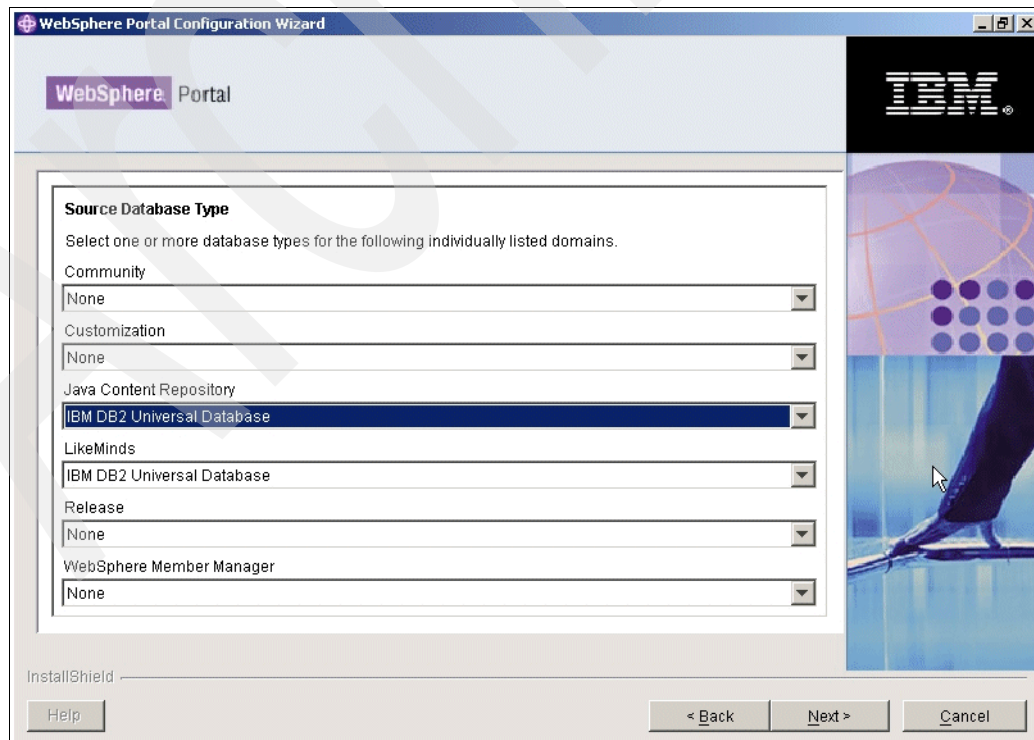 WebSphere Portal Configuration Wizard
WebSphere Portal
IBM®
Source Database Type
Select one or more database types for the following individually listed domains.
Community
None
Customization
None
Java Content Repository
IBM DB2 Universal Database
LikeMinds
IBM DB2 Universal Database
Release
None
WebSphere Member Manager
None
InstallShield
Help
< Back
Next >
Cancel